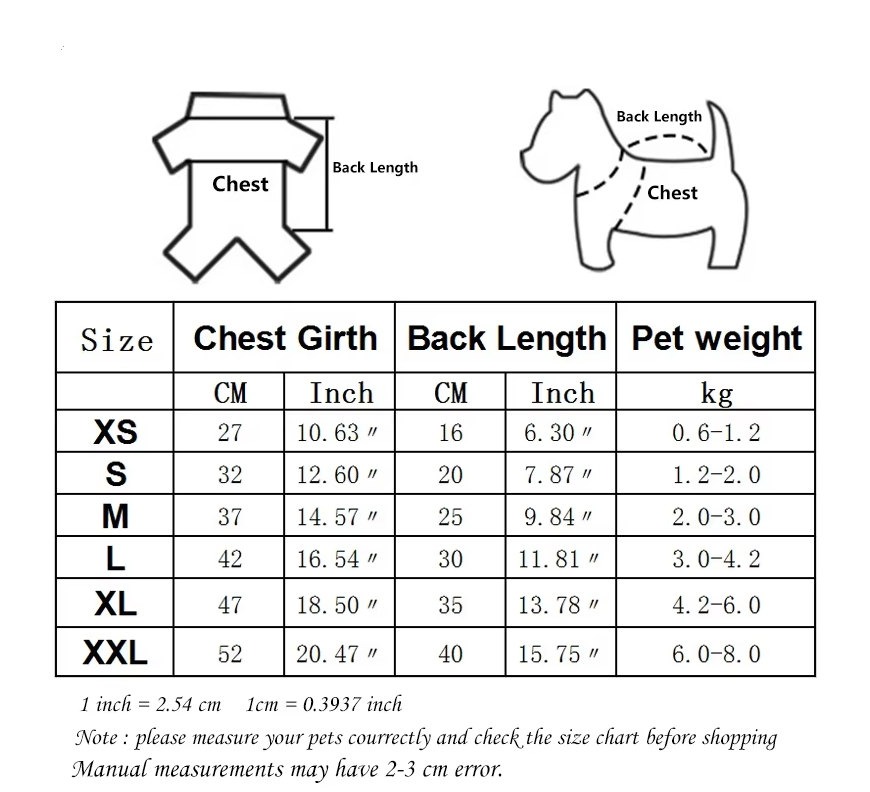 Back Length
Back Length
Chest
Chest
Size Chest Girth Back Length Pet weight
CM Inch CM Inch kg
XS 27 10.63″ 16 6.30″ 0.6-1.2
S 32 12.60″ 20 7.87″ 1.2-2.0
M 37 14.57″ 25 9.84″ 2.0-3.0
L 42 16.54″ 30 11.81″ 3.0-4.2
XL 47 18.50″ 35 13.78″ 4.2-6.0
XXL 52 20.47″ 40 15.75″ 6.0-8.0
1 inch = 2.54 cm 1cm = 0.3937 inch
Note : please measure your pets courrectly and check the size chart before shopping
Manual measurements may have 2-3 cm error.